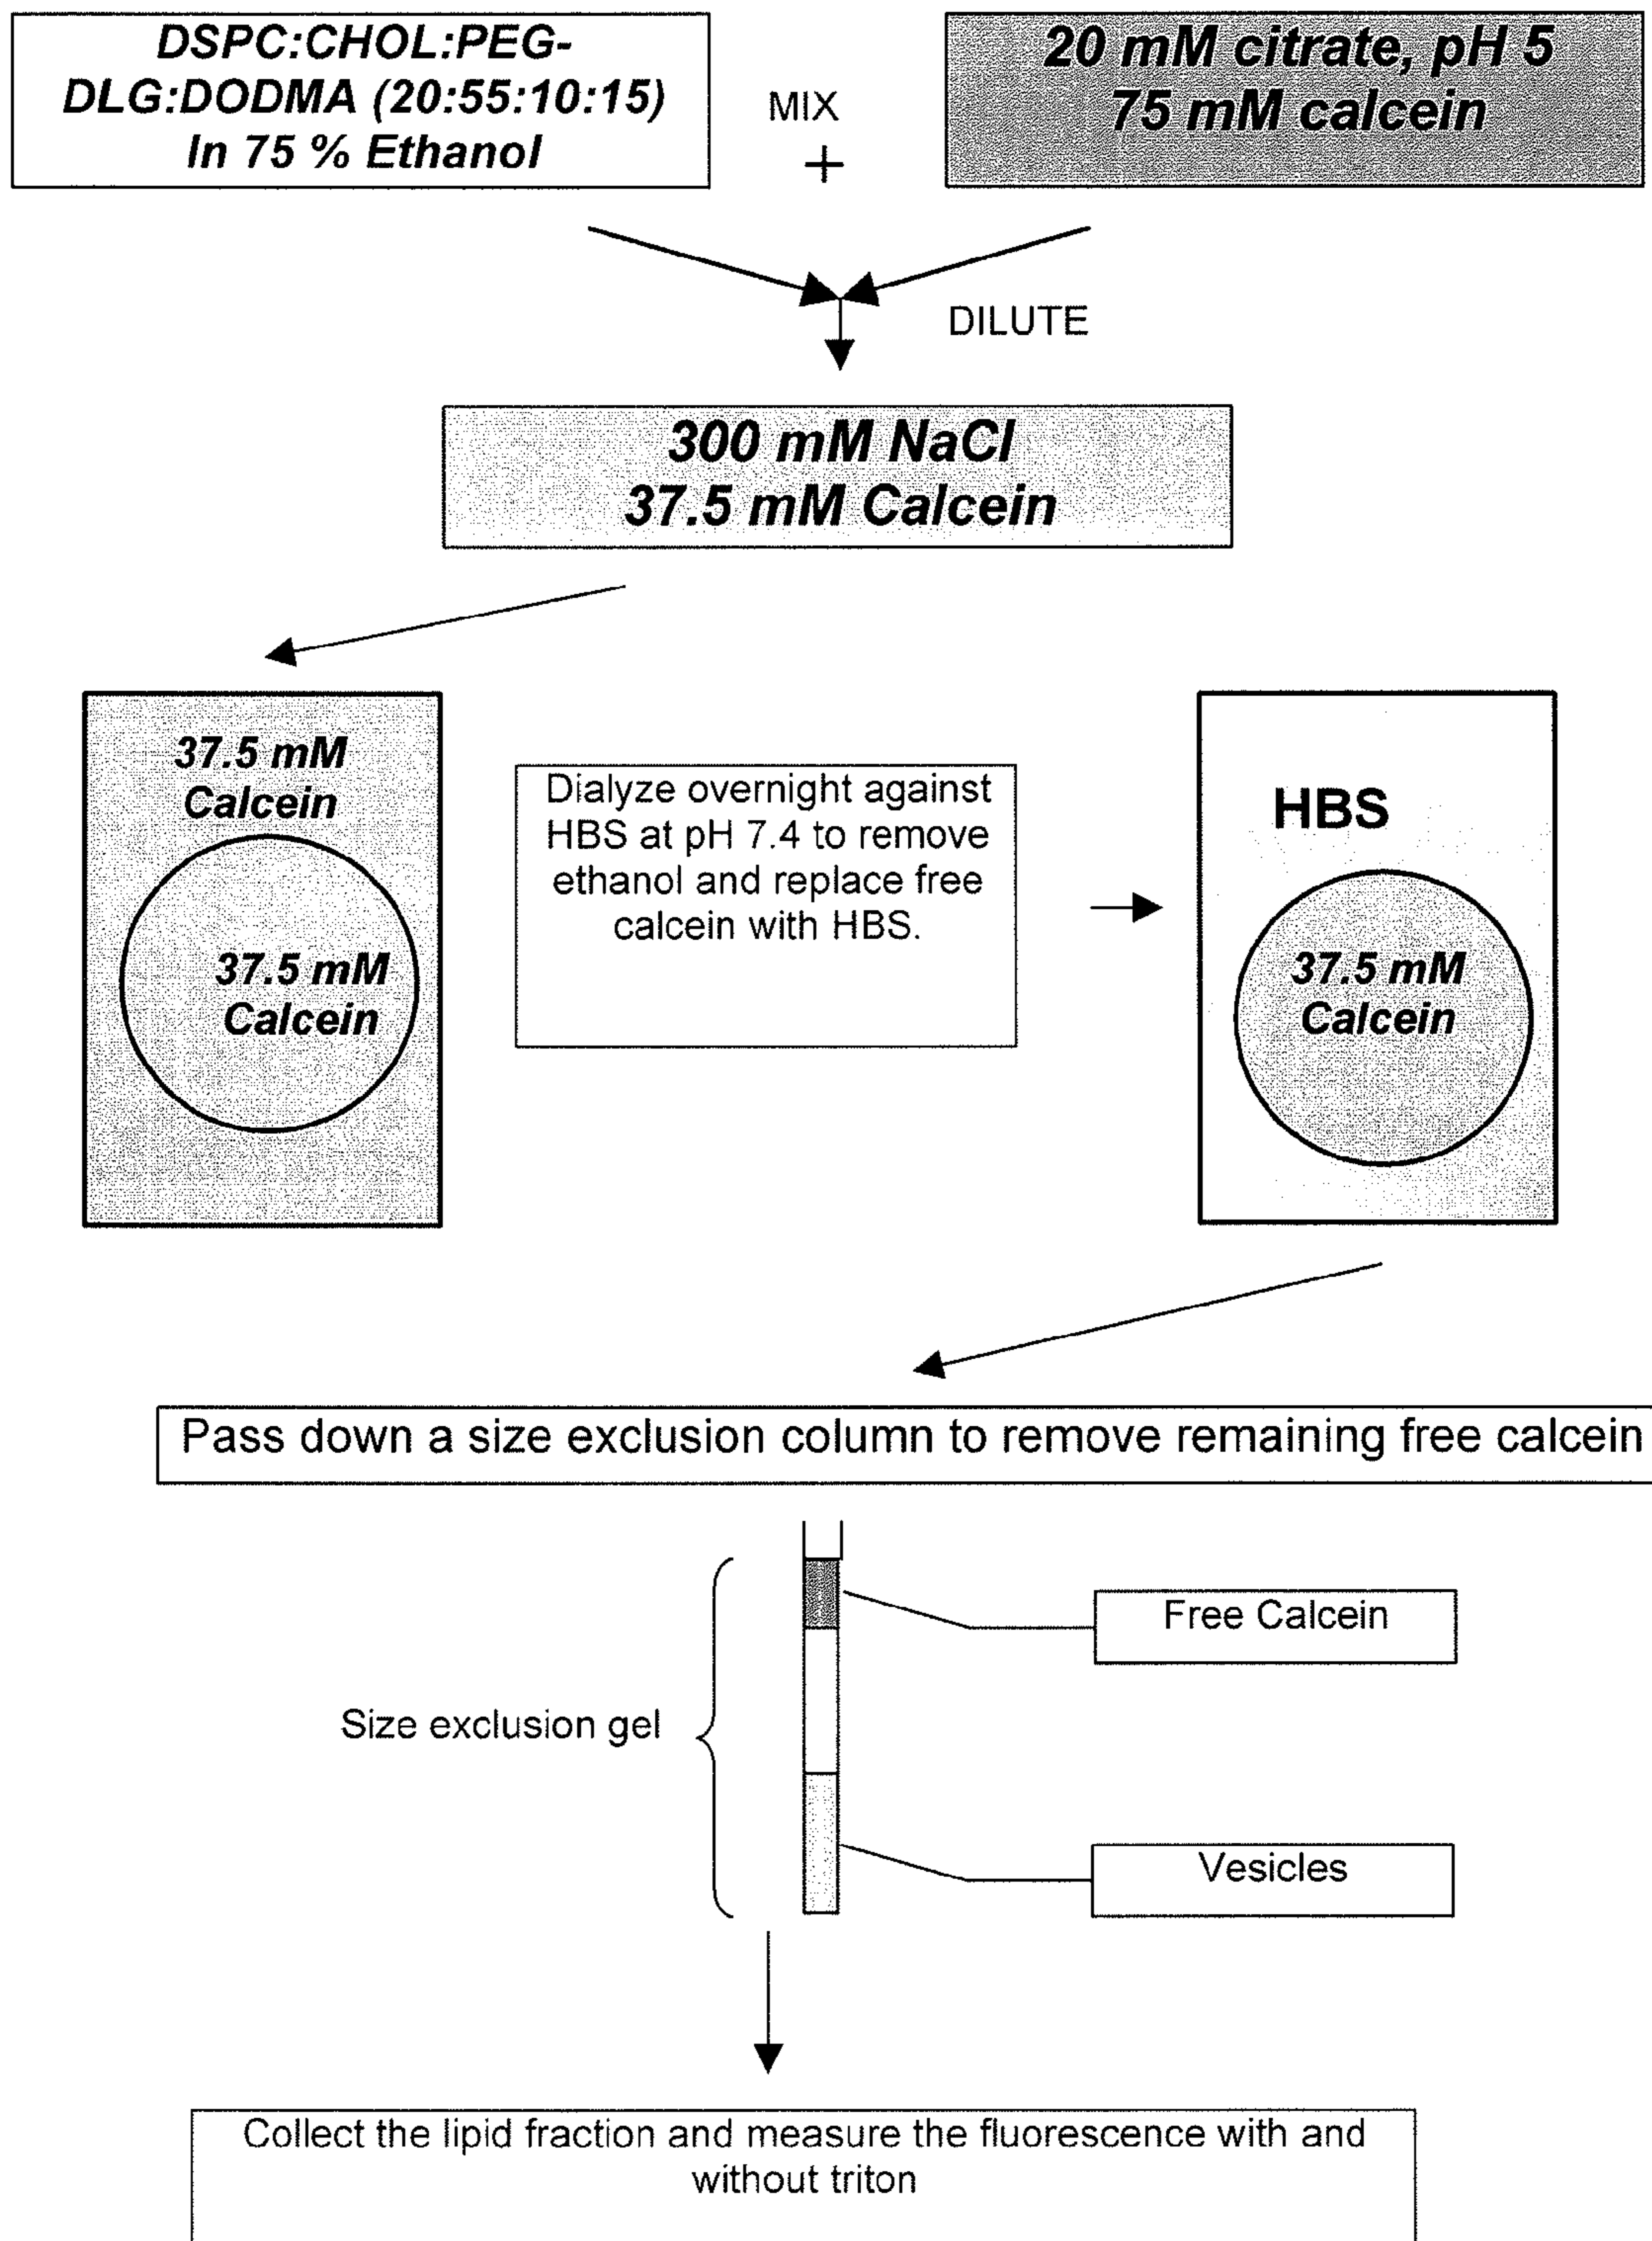 DSPC:CHOL:PEG-
DLG:DODMA (20:55:10:15)
In 75 % Ethanol
MIX
+
20 mM citrate, pH 5
75 mM calcein
DILUTE
300 mM NaCl
37.5 mM Calcein
37.5 mM
Calcein
37.5 mM
Calcein
Dialyze overnight against
HBS at pH 7.4 to remove
ethanol and replace free
calcein with HBS.
HBS
37.5 mM
Calcein
Pass down a size exclusion column to remove remaining free calcein
Free Calcein
Size exclusion gel
Vesicles
Collect the lipid fraction and measure the fluorescence with and
without triton